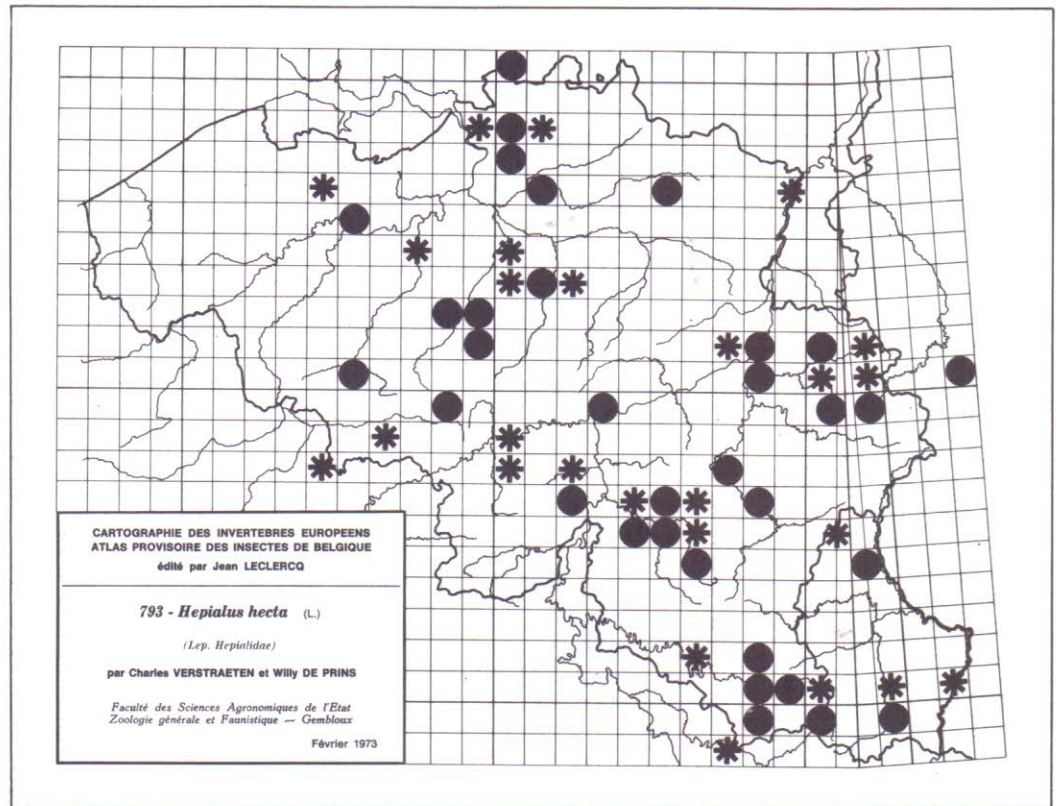 CARTOGRAPHIE DES INVERTEBRES EUROPEENS
ATLAS PROVISOIRE DES INSECTES DE BELGIQUE
édité par Jean LECLERCQ
793 - Hepialus hecta (L.)
(Lep. Hepialidae)
par Charles VERSTRAETEN et Willy DE PRINS
Faculté des Sciences Agronomiques de l'Etat
Zoologie générale et Faunistique — Gembloux
Février 1973